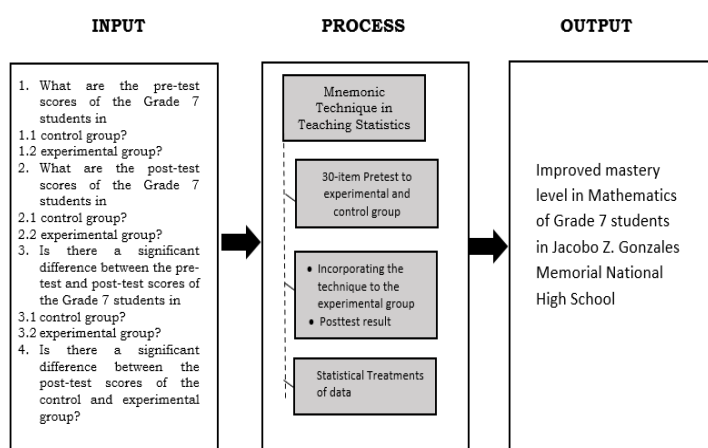 INPUT
1. What are the pre-test
scores of the Grade 7
students in
1.1 control group?
1.2 experimental group?
2. What are the post-test
scores of the Grade 7
students in
2.1 control group?
2.2 experimental group?
3. Is there a significant
difference between the pre-
test and post-test scores of
the Grade 7 students in
3.1 control group?
3.2 experimental group?
4. Is there a significant
difference between the
post-test scores of the
control and experimental
group?
PROCESS
Mnemonic
Technique in
Teaching Statistics
30-item Pretest to
experimental and
control group
• Incorporating the
technique to the
experimental group
• Posttest result
Statistical Treatments
of data
OUTPUT
Improved mastery
level in Mathematics
of Grade 7 students
in Jacobo Z. Gonzales
Memorial National
High School